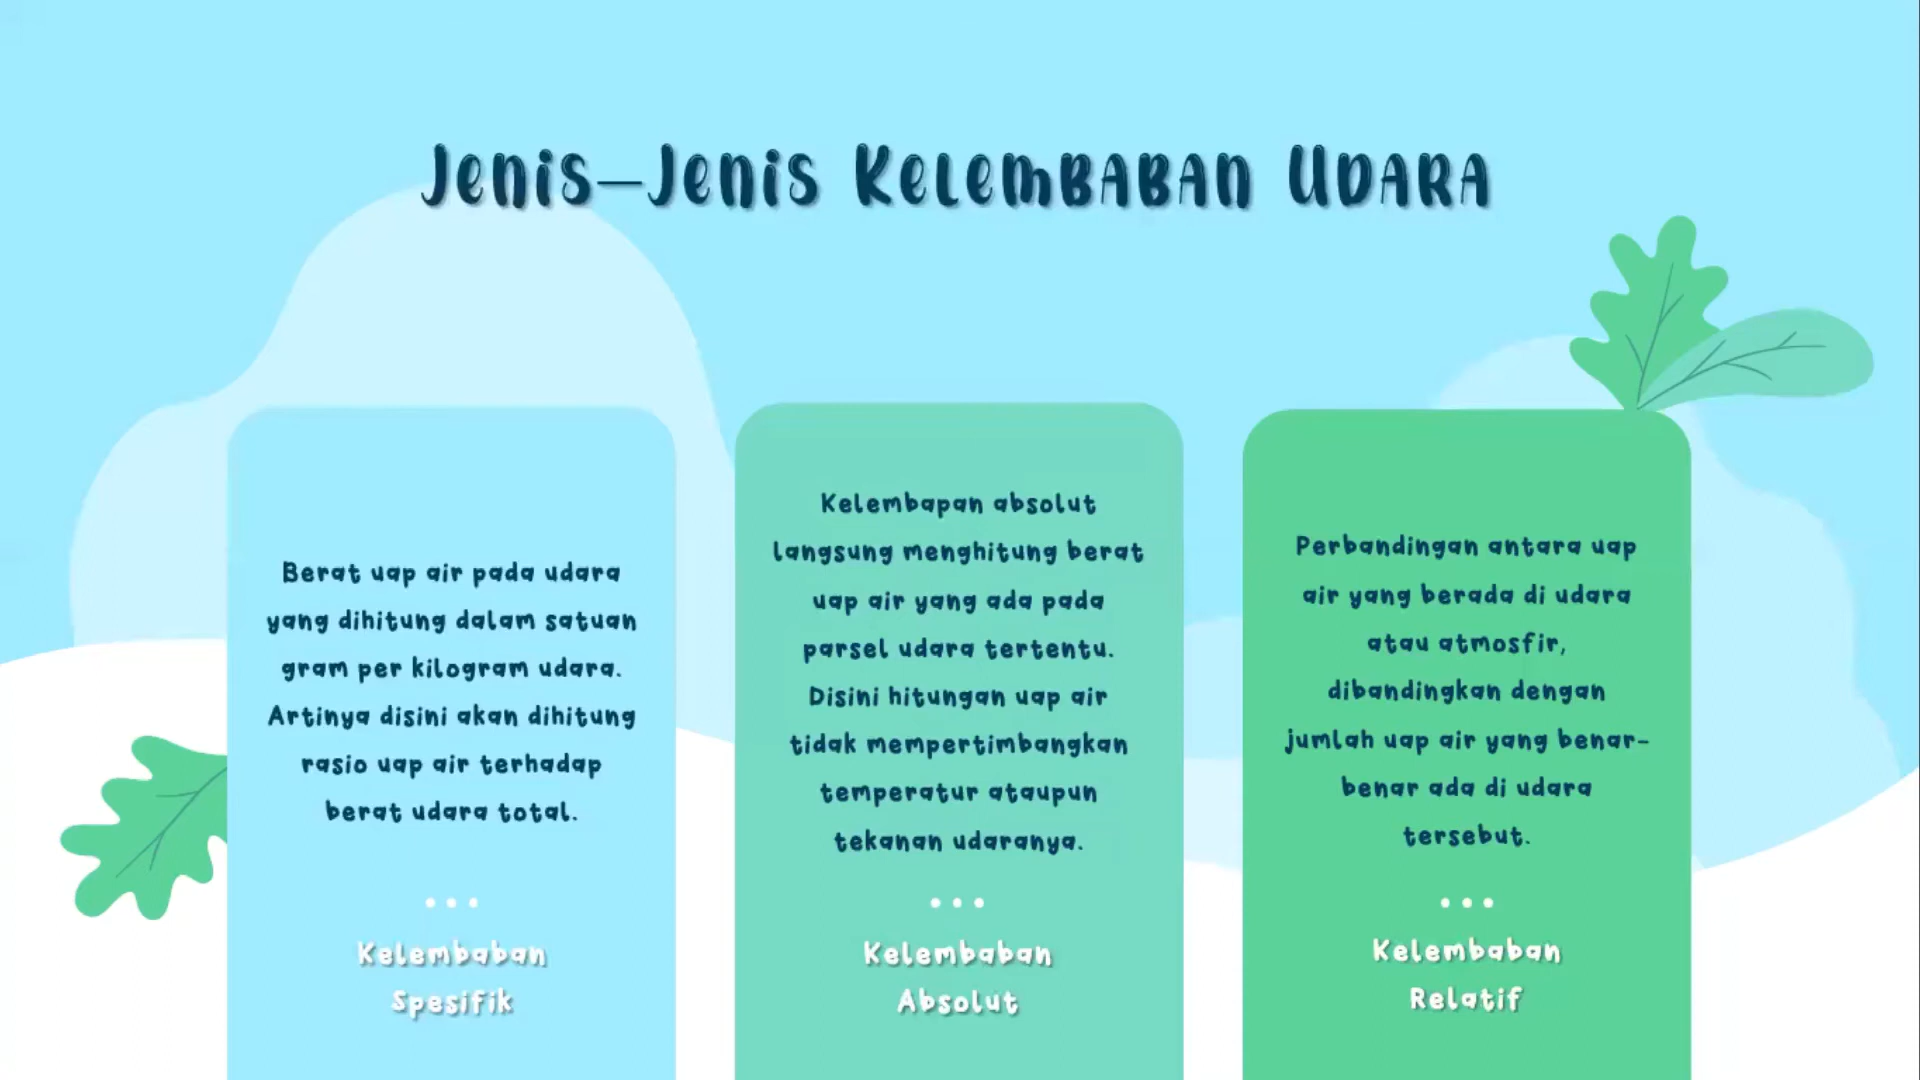 Jenis-Jenis Kelembaban Udara
Berat uap air pada udara
yang dihitung dalam satuan
gram per kilogram udara.
Artinya disini akan dihitung
rasio uap air terhadap
berat udara total.
Kelembaban
Spesifik
Kelembapan absolut
langsung menghitung berat
uap air yang ada pada
parsel udara tertentu.
Disini hitungan uap air
tidak mempertimbangkan
temperatur ataupun
tekanan udaranya.
Kelembaban
Absolut
Perbandingan antara uap
air yang berada di udara
atau atmosfir,
dibandingkan dengan
jumlah uap air yang benar-
benar ada di udara
tersebut.
Kelembaban
Relatif